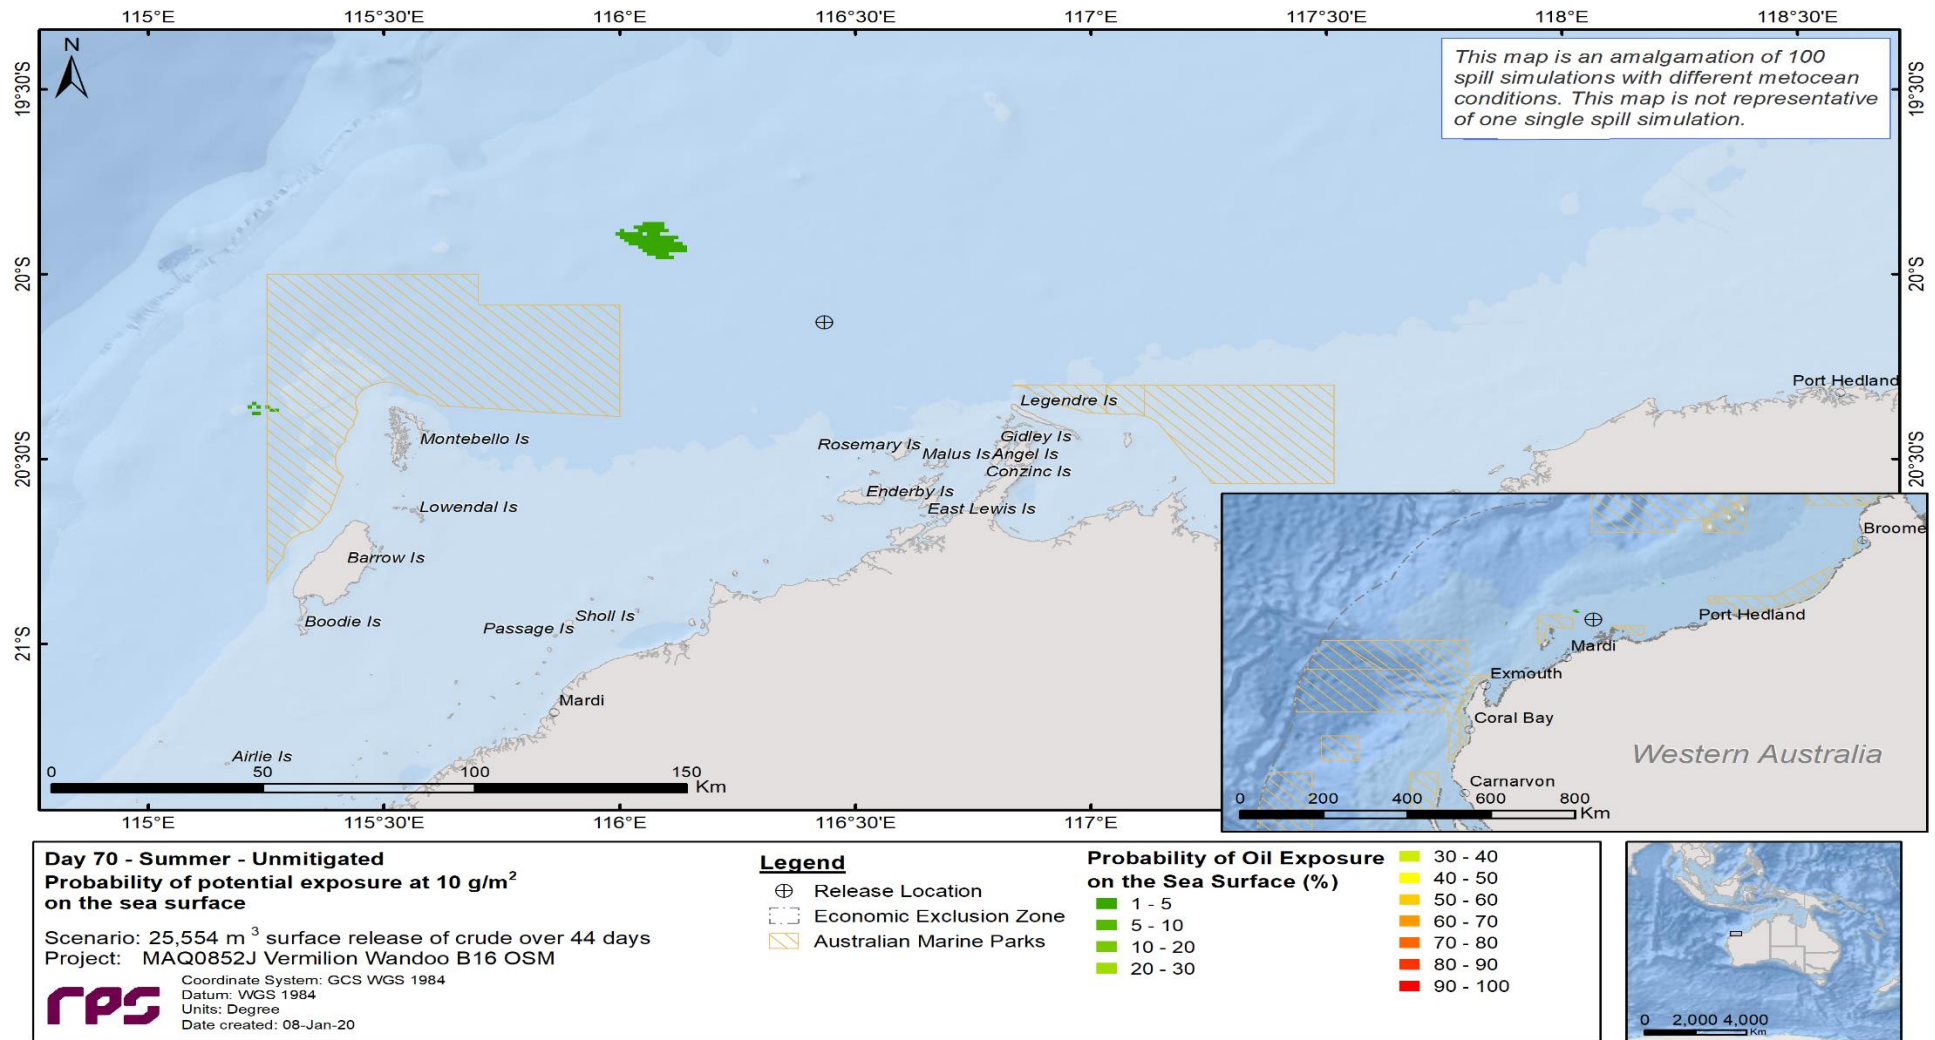 115°E 115°30'E 116°E 116°30'E 117°E 117°30'E 118°E 118°30'E
N
This map is an amalgamation of 100
spill simulations with different metocean
conditions. This map is not representative
of one single spill simulation.
19°30'S
19°30'S
20°S
20°S
20°30'S
20°30'S
21°S
Port Hedland
Legendre Is
Montebello Is
Rosemary Is
Gidley Is
Malus Is
Angel Is
Conzinc Is
Enderby Is
East Lewis Is
Lowendal Is
Barrow Is
Boodie Is
Passage Is
Sholl Is
Mardi
Airlie Is
0 50 100 150
Km
115°E 115°30'E 116°E 116°30'E 117°E
Broome
Port Hedland
Mardi
Exmouth
Coral Bay
Western Australia
Carnarvon
0 200 400 600 800
Km
Day 70 - Summer - Unmitigated
Probability of potential exposure at 10 g/m²
on the sea surface
Scenario: 25,554 m³ surface release of crude over 44 days
Project: MAQ0852J Vermilion Wandoo B16 OSM
rps
Coordinate System: GCS WGS 1984
Datum: WGS 1984
Units: Degree
Date created: 08-Jan-20
Legend
Release Location
Economic Exclusion Zone
Australian Marine Parks
Probability of Oil Exposure
on the Sea Surface (%)
1 - 5
5 - 10
10 - 20
20 - 30
30 - 40
40 - 50
50 - 60
60 - 70
70 - 80
80 - 90
90 - 100
0 2,000 4,000
Km